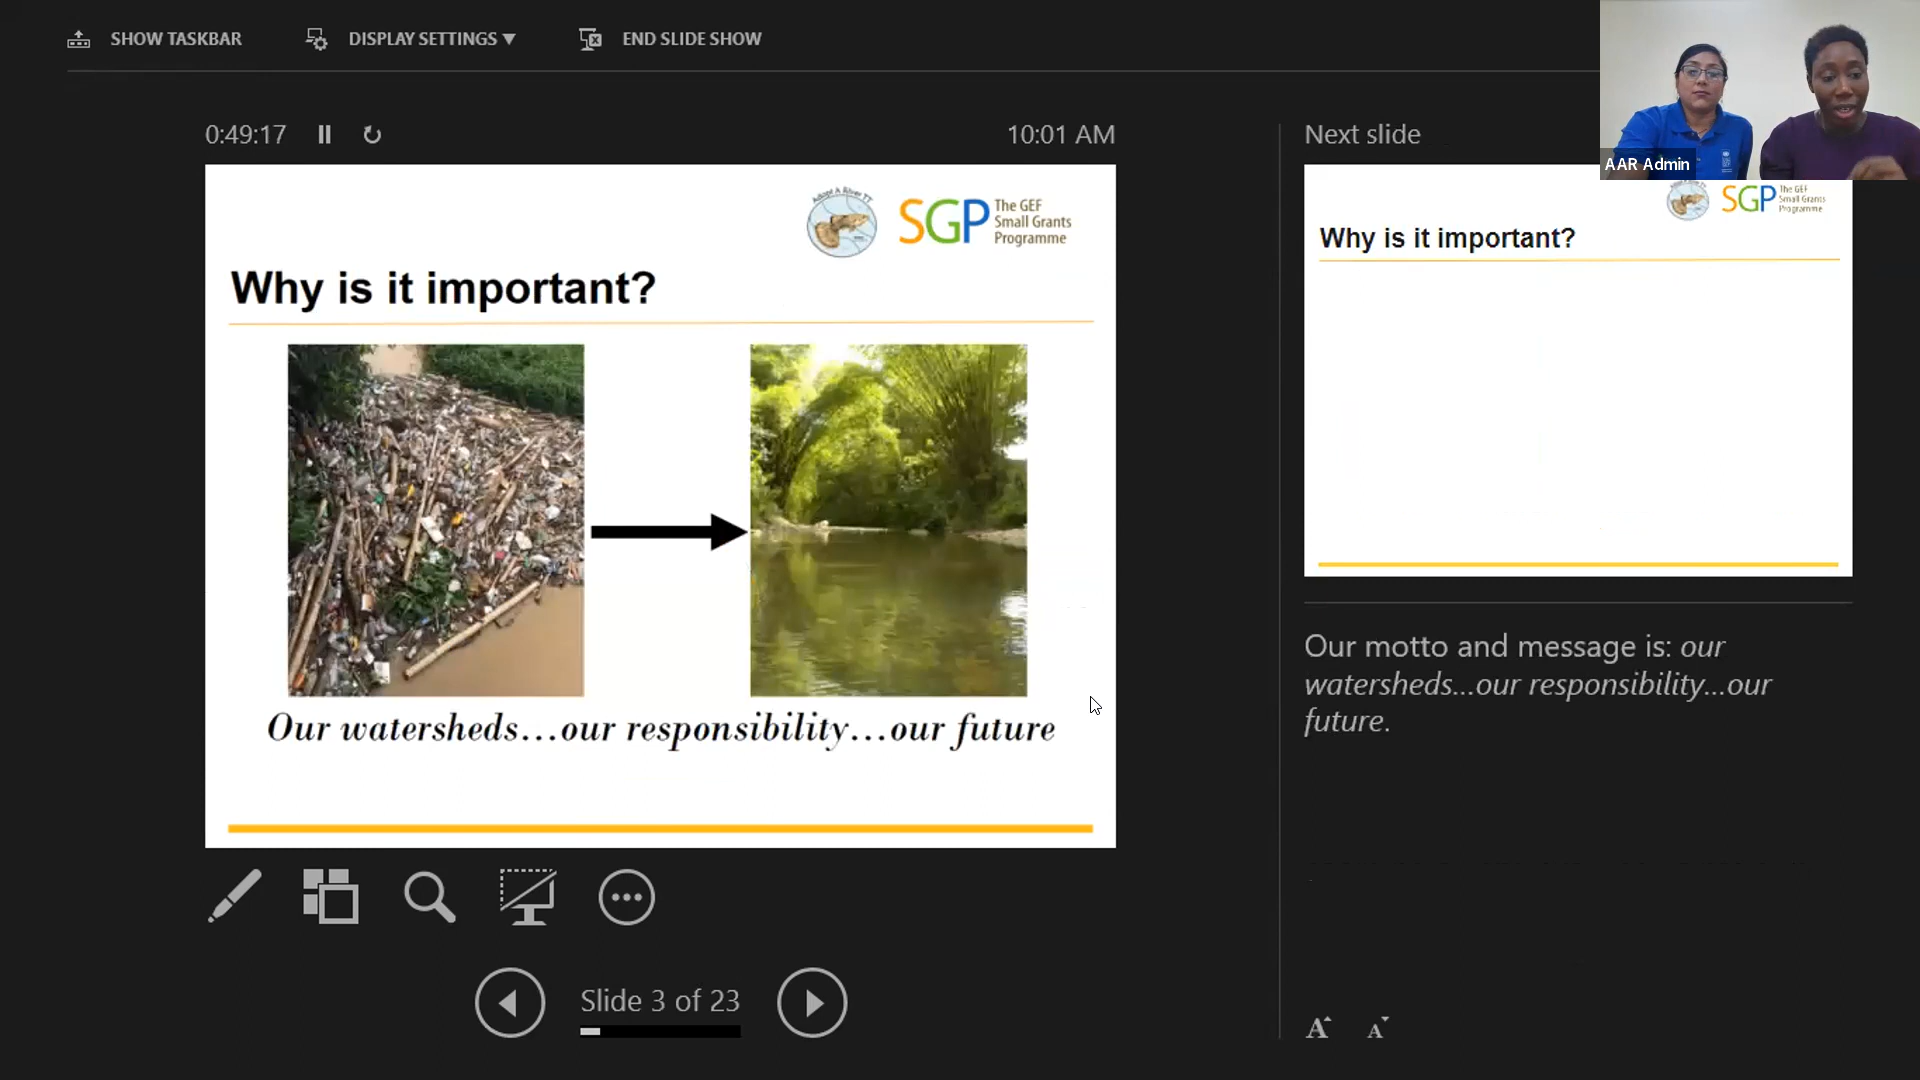 SHOW TASKBAR
DISPLAY SETTINGS
END SLIDE SHOW
AAR Admin
0:49:17
10:01 AM
Adopt A River TT
SGP The GEF
Small Grants
Programme
Why is it important?
Our watersheds...our responsibility...our future
Next slide
SGP The GEF
Small Grants
Programme
Why is it important?
Our motto and message is: our
watersheds...our responsibility...our
future.
Slide 3 of 23
A A